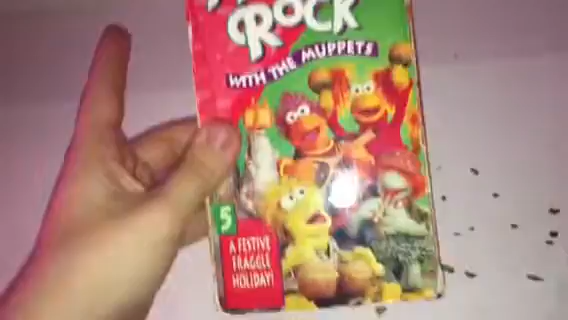 ROCK
WITH THE MUPPETS
5
A FESTIVE
FRAGGLE
HOLIDAY!